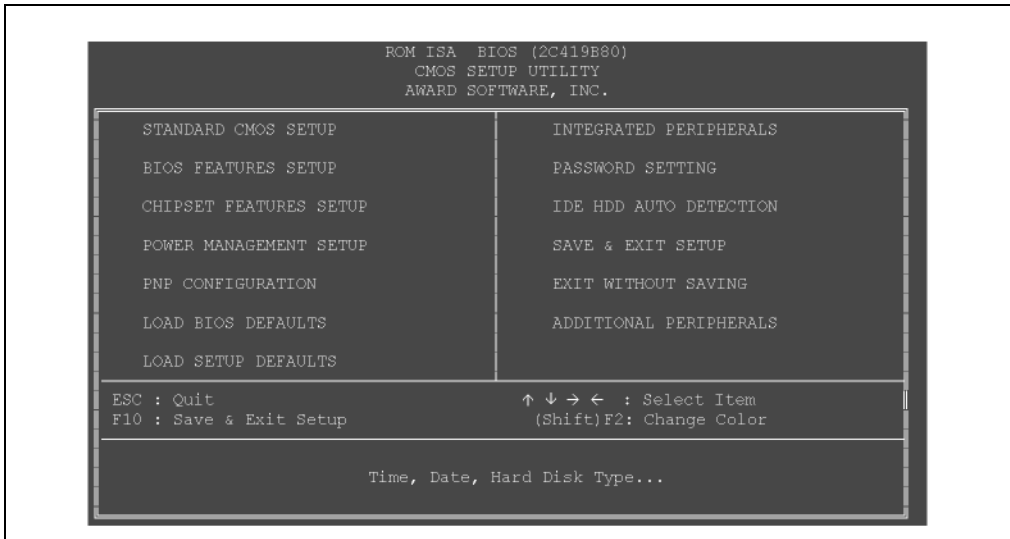 ROM ISA BIOS (2C419B80)
CMOS SETUP UTILITY
AWARD SOFTWARE, INC.
STANDARD CMOS SETUP
BIOS FEATURES SETUP
CHIPSET FEATURES SETUP
POWER MANAGEMENT SETUP
PNP CONFIGURATION
LOAD BIOS DEFAULTS
LOAD SETUP DEFAULTS
INTEGRATED PERIPHERALS
PASSWORD SETTING
IDE HDD AUTO DETECTION
SAVE & EXIT SETUP
EXIT WITHOUT SAVING
ADDITIONAL PERIPHERALS
ESC : Quit
F10 : Save & Exit Setup
↑ ↓ → ← : Select Item
(Shift)F2: Change Color
Time, Date, Hard Disk Type...